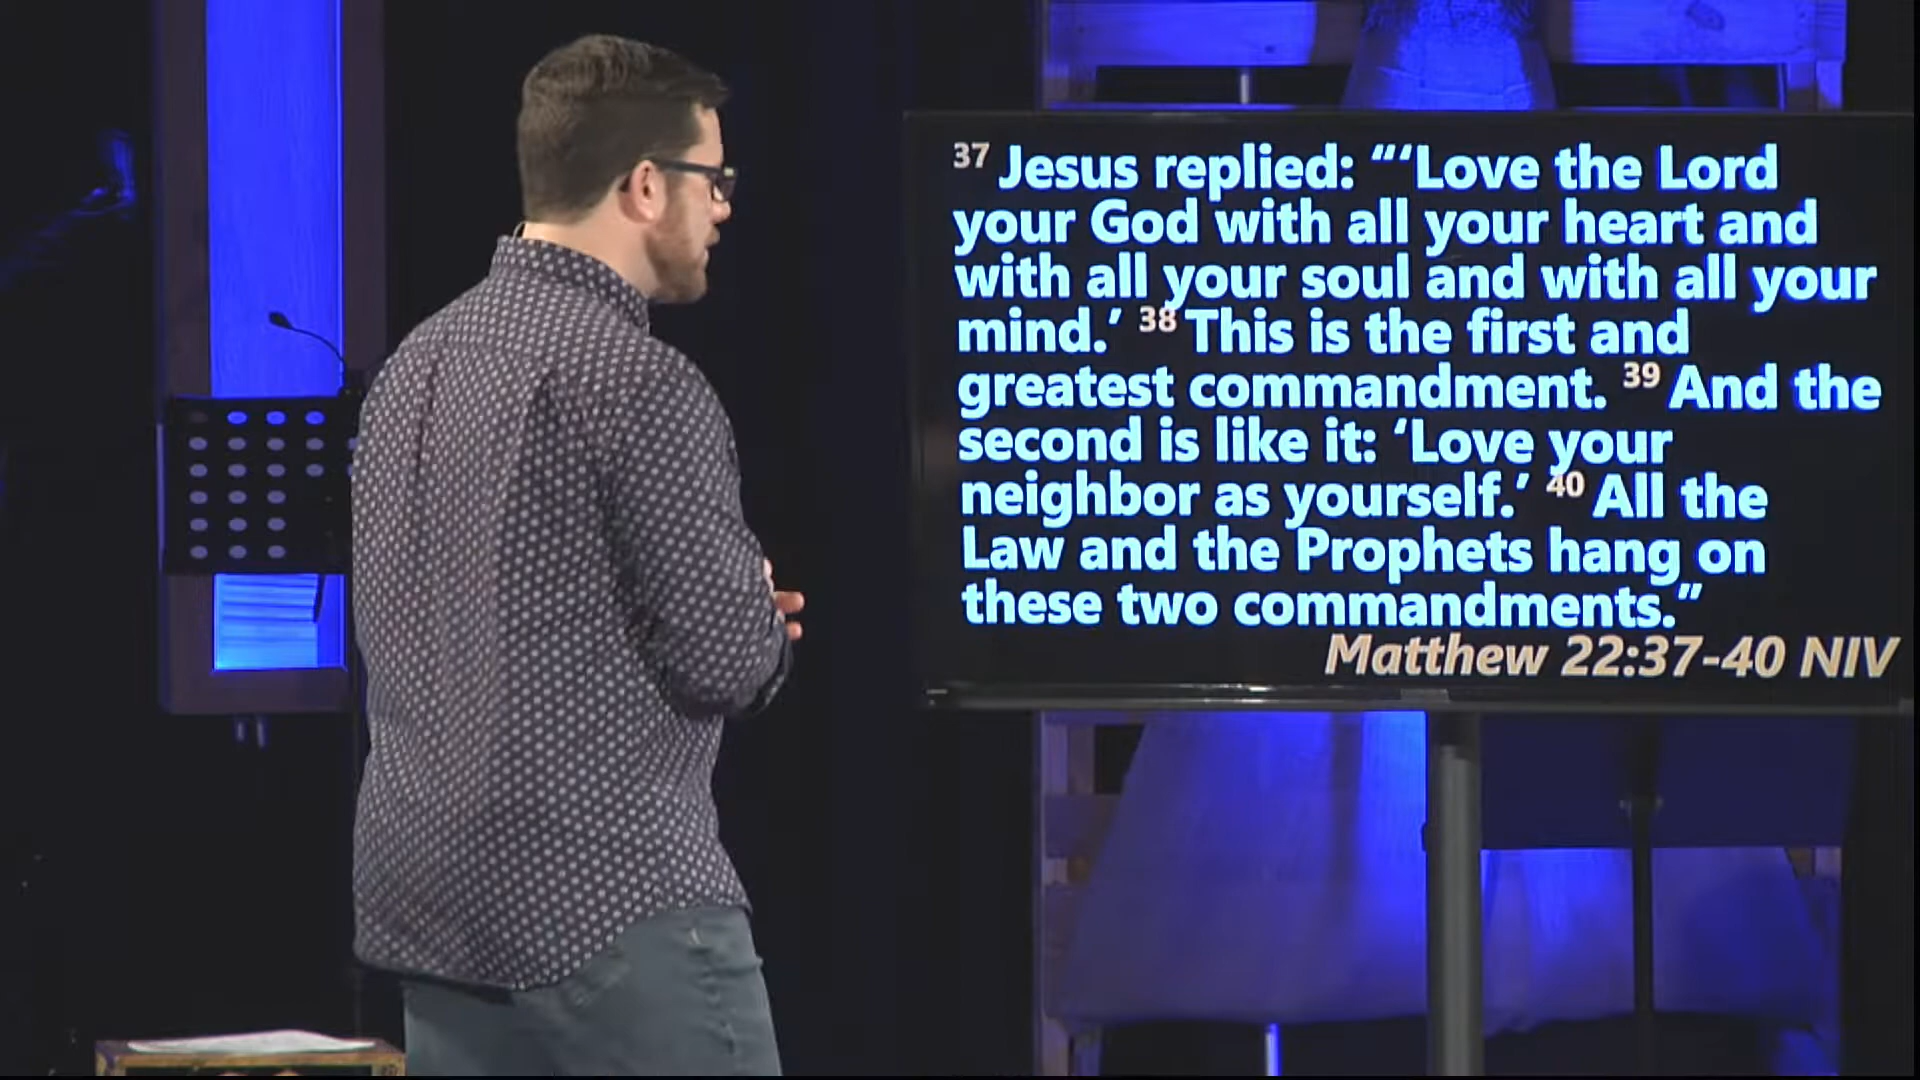 37 Jesus replied: “‘Love the Lord
your God with all your heart and
with all your soul and with all your
mind.’ 38 This is the first and
greatest commandment. 39 And the
second is like it: ‘Love your
neighbor as yourself.’ 40 All the
Law and the Prophets hang on
these two commandments.”
Matthew 22:37-40 NIV